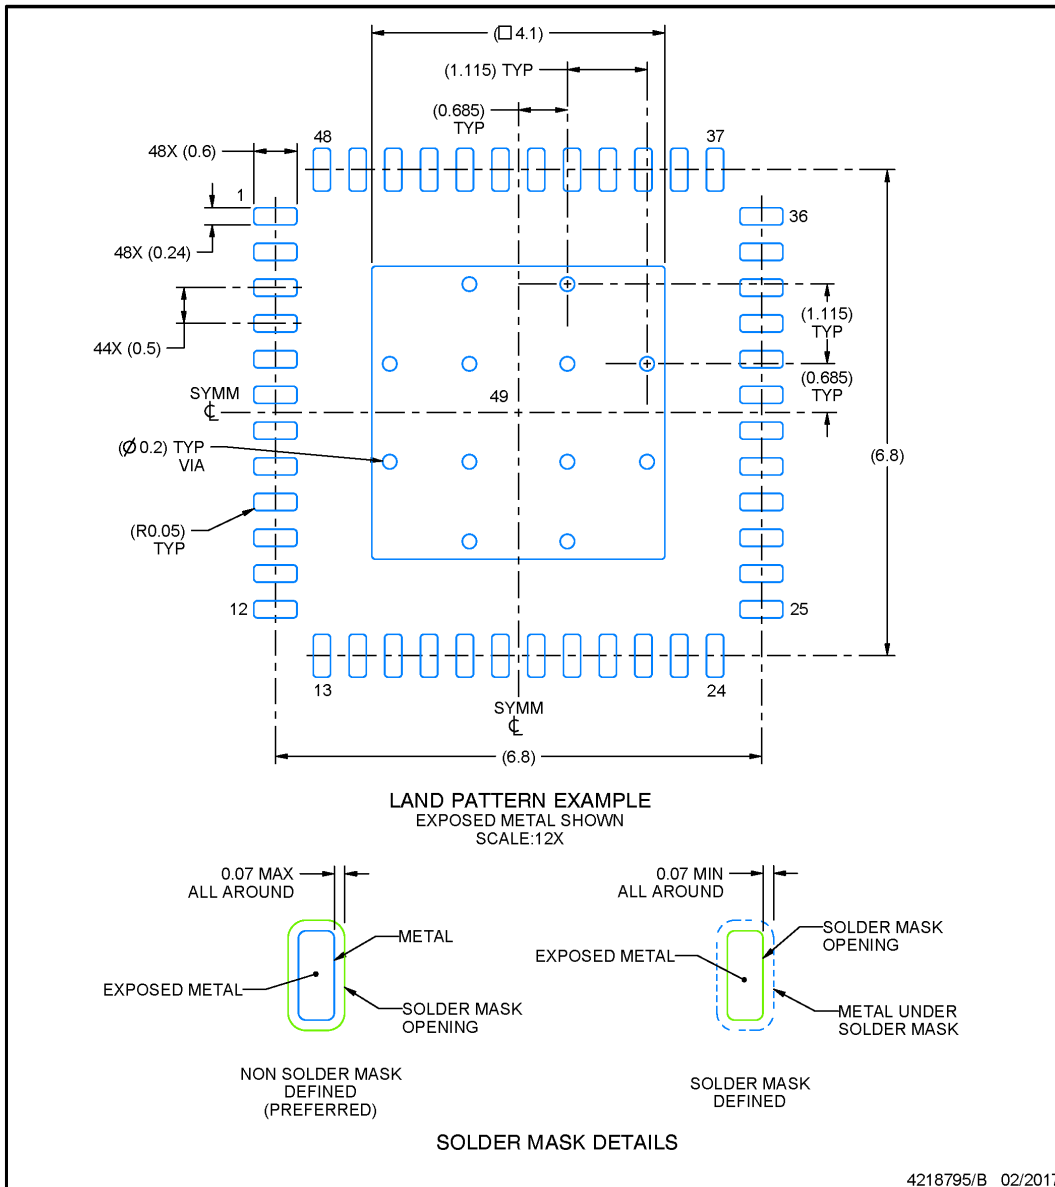 (□ 4.1)
(1.115) TYP
(0.685)
TYP
48
37
48X (0.6)
1
36
48X (0.24)
(1.115)
TYP
44X (0.5)
(0.685)
TYP
SYMM
℄
49
(Ø 0.2) TYP
VIA
(6.8)
(R0.05)
TYP
12
25
13
24
SYMM
℄
(6.8)
LAND PATTERN EXAMPLE
EXPOSED METAL SHOWN
SCALE:12X
0.07 MAX
ALL AROUND
METAL
EXPOSED METAL
SOLDER MASK
OPENING
NON SOLDER MASK
DEFINED
(PREFERRED)
0.07 MIN
ALL AROUND
SOLDER MASK
OPENING
EXPOSED METAL
METAL UNDER
SOLDER MASK
SOLDER MASK
DEFINED
SOLDER MASK DETAILS
4218795/B 02/2017